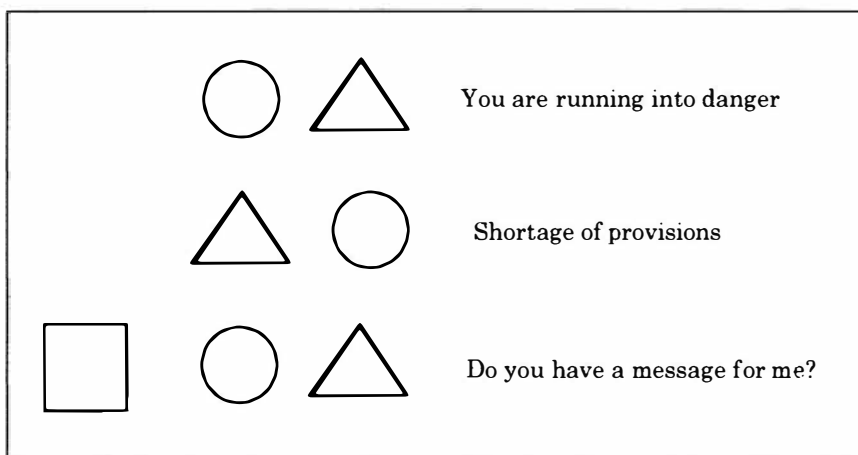 You are running into danger
Shortage of provisions
Do you have a message for me?